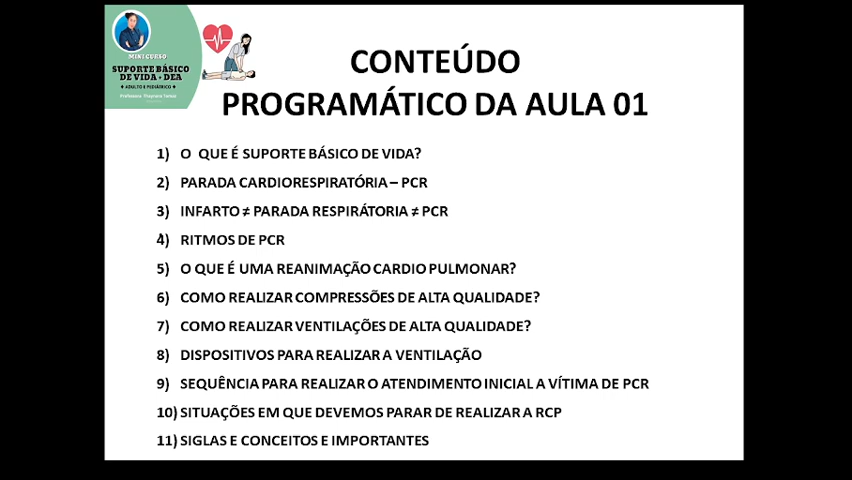 MINI CURSO
SUPORTE BÁSICO
DE VIDA - DEA
ADULTO E PEDIÁTRICO
CONTEÚDO
PROGRAMÁTICO DA AULA 01
1) O QUE É SUPORTE BÁSICO DE VIDA?
2) PARADA CARDIORESPIRATÓRIA – PCR
3) INFARTO ≠ PARADA RESPIRÁTORIA ≠ PCR
4) RITMOS DE PCR
5) O QUE É UMA REANIMAÇÃO CARDIO PULMONAR?
6) COMO REALIZAR COMPRESSÕES DE ALTA QUALIDADE?
7) COMO REALIZAR VENTILAÇÕES DE ALTA QUALIDADE?
8) DISPOSITIVOS PARA REALIZAR A VENTILAÇÃO
9) SEQUÊNCIA PARA REALIZAR O ATENDIMENTO INICIAL A VÍTIMA DE PCR
10) SITUAÇÕES EM QUE DEVEMOS PARAR DE REALIZAR A RCP
11) SIGLAS E CONCEITOS E IMPORTANTES